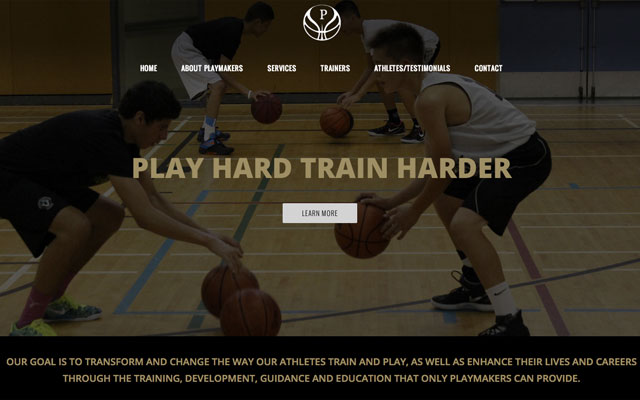 P
HOME ABOUT PLAYMAKERS SERVICES TRAINERS ATHLETES/TESTIMONIALS CONTACT
PLAY HARD TRAIN HARDER
LEARN MORE
OUR GOAL IS TO TRANSFORM AND CHANGE THE WAY OUR ATHLETES TRAIN AND PLAY, AS WELL AS ENHANCE THEIR LIVES AND CAREERS
THROUGH THE TRAINING, DEVELOPMENT, GUIDANCE AND EDUCATION THAT ONLY PLAYMAKERS CAN PROVIDE.